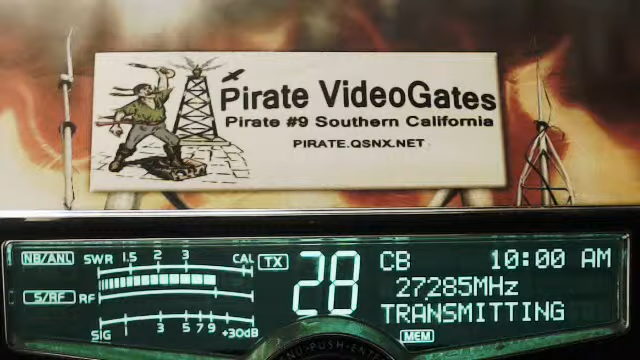 Pirate VideoGates
Pirate #9 Southern California
PIRATE.QSNX.NET
NB/ANL SWR 1.5 2 3 CAL TX 28 CB 10:00 AM
S/RF RF 27285MHz
TRANSMITTING
SIG 3 5 7 9 +30dB MEM
PUSH